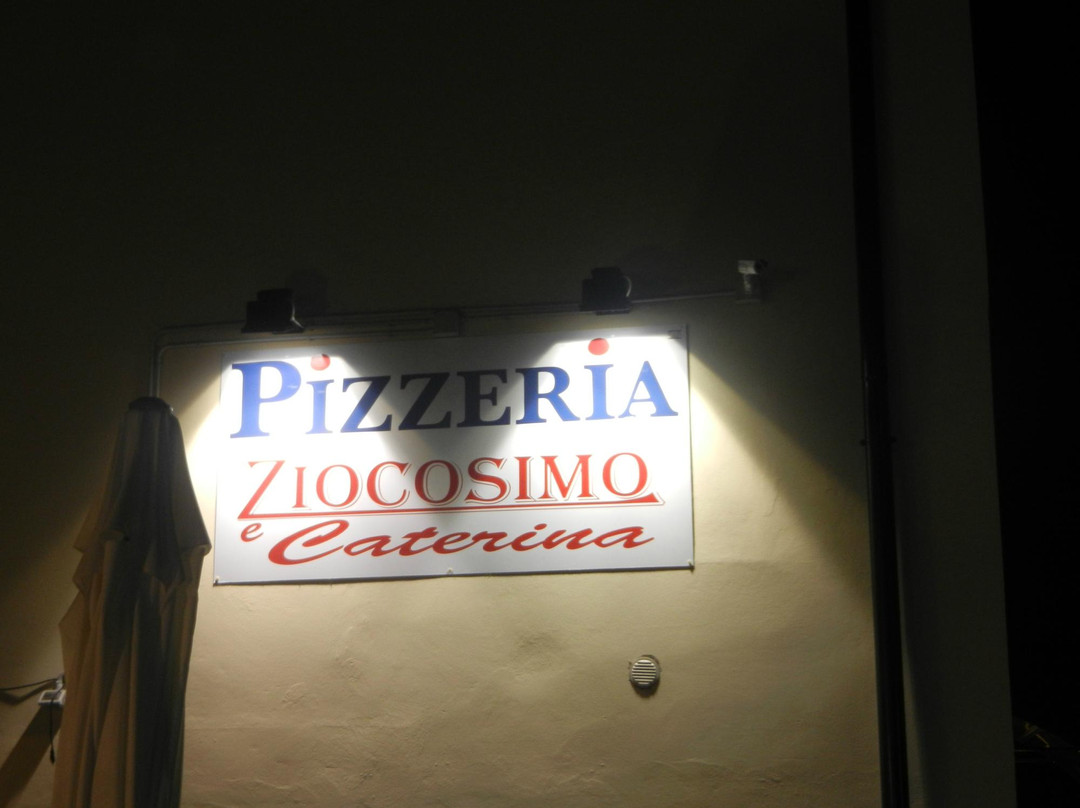 PiZZERiA
ZIOCOSIMO
e Caterina